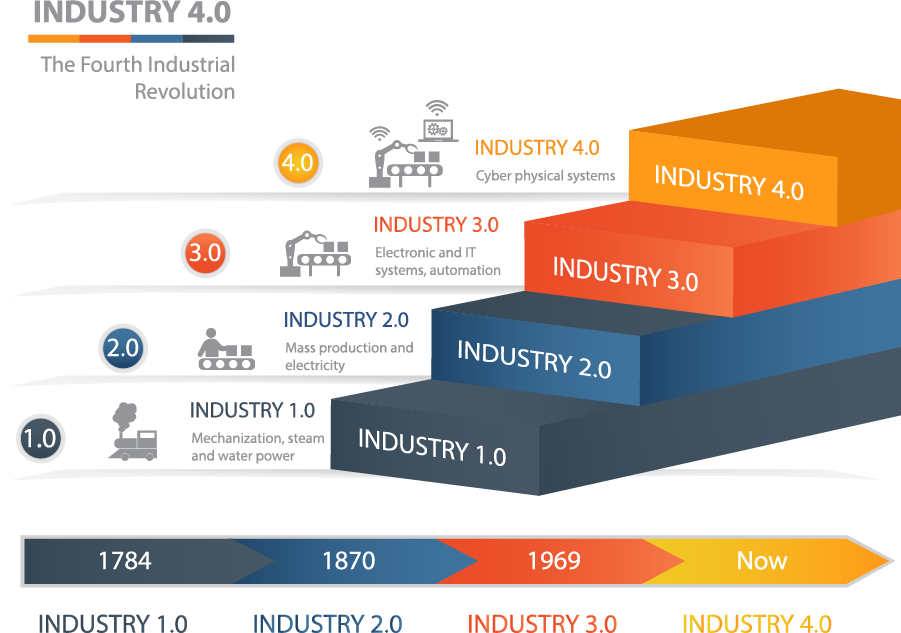 INDUSTRY 4.0
The Fourth Industrial
Revolution
4.0
INDUSTRY 4.0
Cyber physical systems
INDUSTRY 4.0
3.0
INDUSTRY 3.0
Electronic and IT
systems, automation
INDUSTRY 3.0
2.0
INDUSTRY 2.0
Mass production and
electricity
INDUSTRY 2.0
1.0
INDUSTRY 1.0
Mechanization, steam
and water power
INDUSTRY 1.0
1784
1870
1969
Now
INDUSTRY 1.0
INDUSTRY 2.0
INDUSTRY 3.0
INDUSTRY 4.0